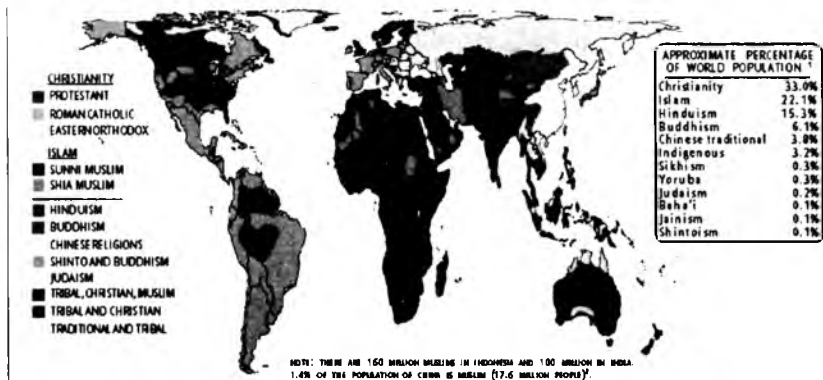 CHRISTIANITY
PROTESTANT
ROMAN CATHOLIC
EASTERN ORTHODOX
ISLAM
SUNNI MUSLIM
SHIA MUSLIM
HINDUISM
BUDDHISM
CHINESE RELIGIONS
SHINTO AND BUDDHISM
JUDAISM
TRIBAL, CHRISTIAN, MUSLIM
TRIBAL AND CHRISTIAN
TRADITIONAL AND TRIBAL
APPROXIMATE PERCENTAGE
OF WORLD POPULATION 1
Christianity 33.0%
Islam 22.1%
Hinduism 15.3%
Buddhism 6.1%
Chinese traditional 3.8%
Indigenous 3.2%
Sikhism 0.3%
Yoruba 0.3%
Judaism 0.2%
Baha'i 0.1%
Jainism 0.1%
Shintoism 0.1%
NOTE: THERE ARE 160 MILLION MUSLIMS IN INDONESIA AND 100 MILLION IN INDIA.
1.4% OF THE POPULATION OF CHINA IS MUSLIM (17.6 MILLION PEOPLE)².